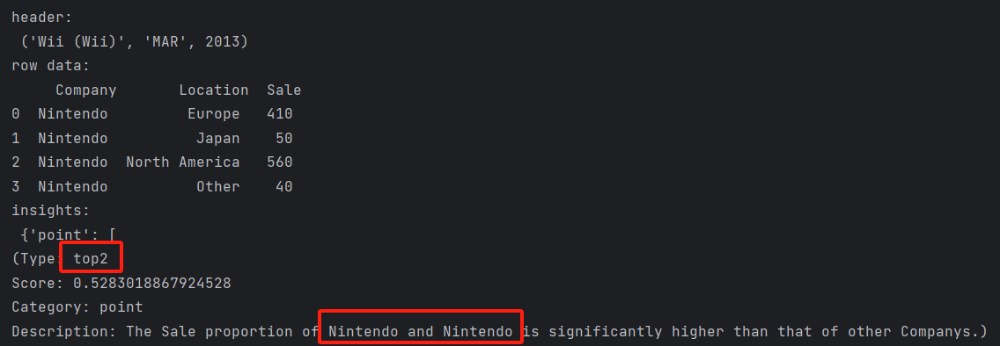 header:
 ('Wii (Wii)', 'MAR', 2013)
row data:
     Company       Location  Sale
0  Nintendo         Europe   410
1  Nintendo          Japan    50
2  Nintendo  North America   560
3  Nintendo          Other    40
insights:
 {'point': [
(Type: top2
Score: 0.5283018867924528
Category: point
Description: The Sale proportion of Nintendo and Nintendo is significantly higher than that of other Companys.)